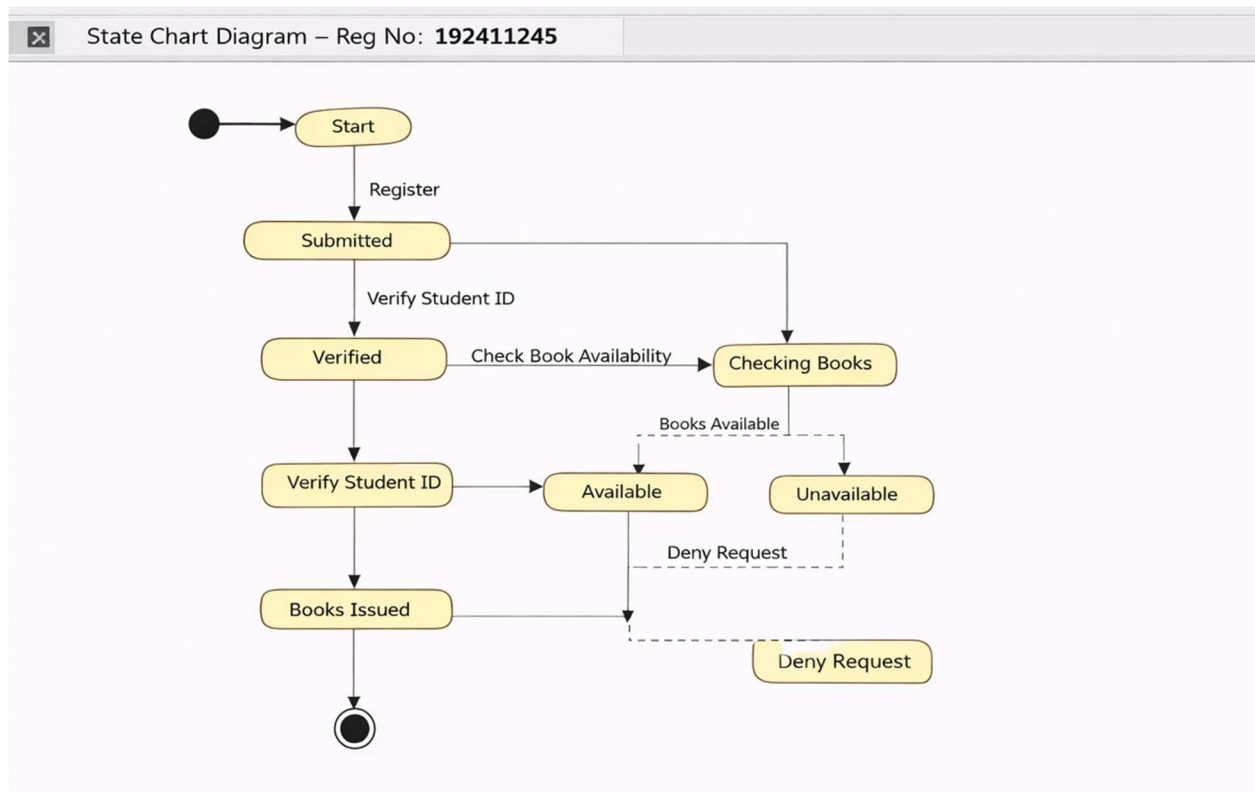 State Chart Diagram – Reg No: 192411245
Start
Register
Submitted
Verify Student ID
Verified
Check Book Availability
Checking Books
Books Available
Verify Student ID
Available
Unavailable
Deny Request
Books Issued
Deny Request